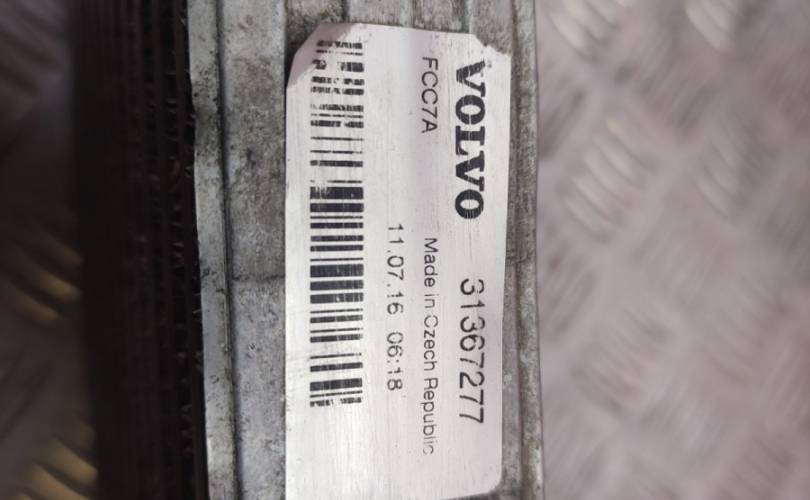 VOLVO 31367277
FCC7A Made in Czech Republic
11.07.16 06:18